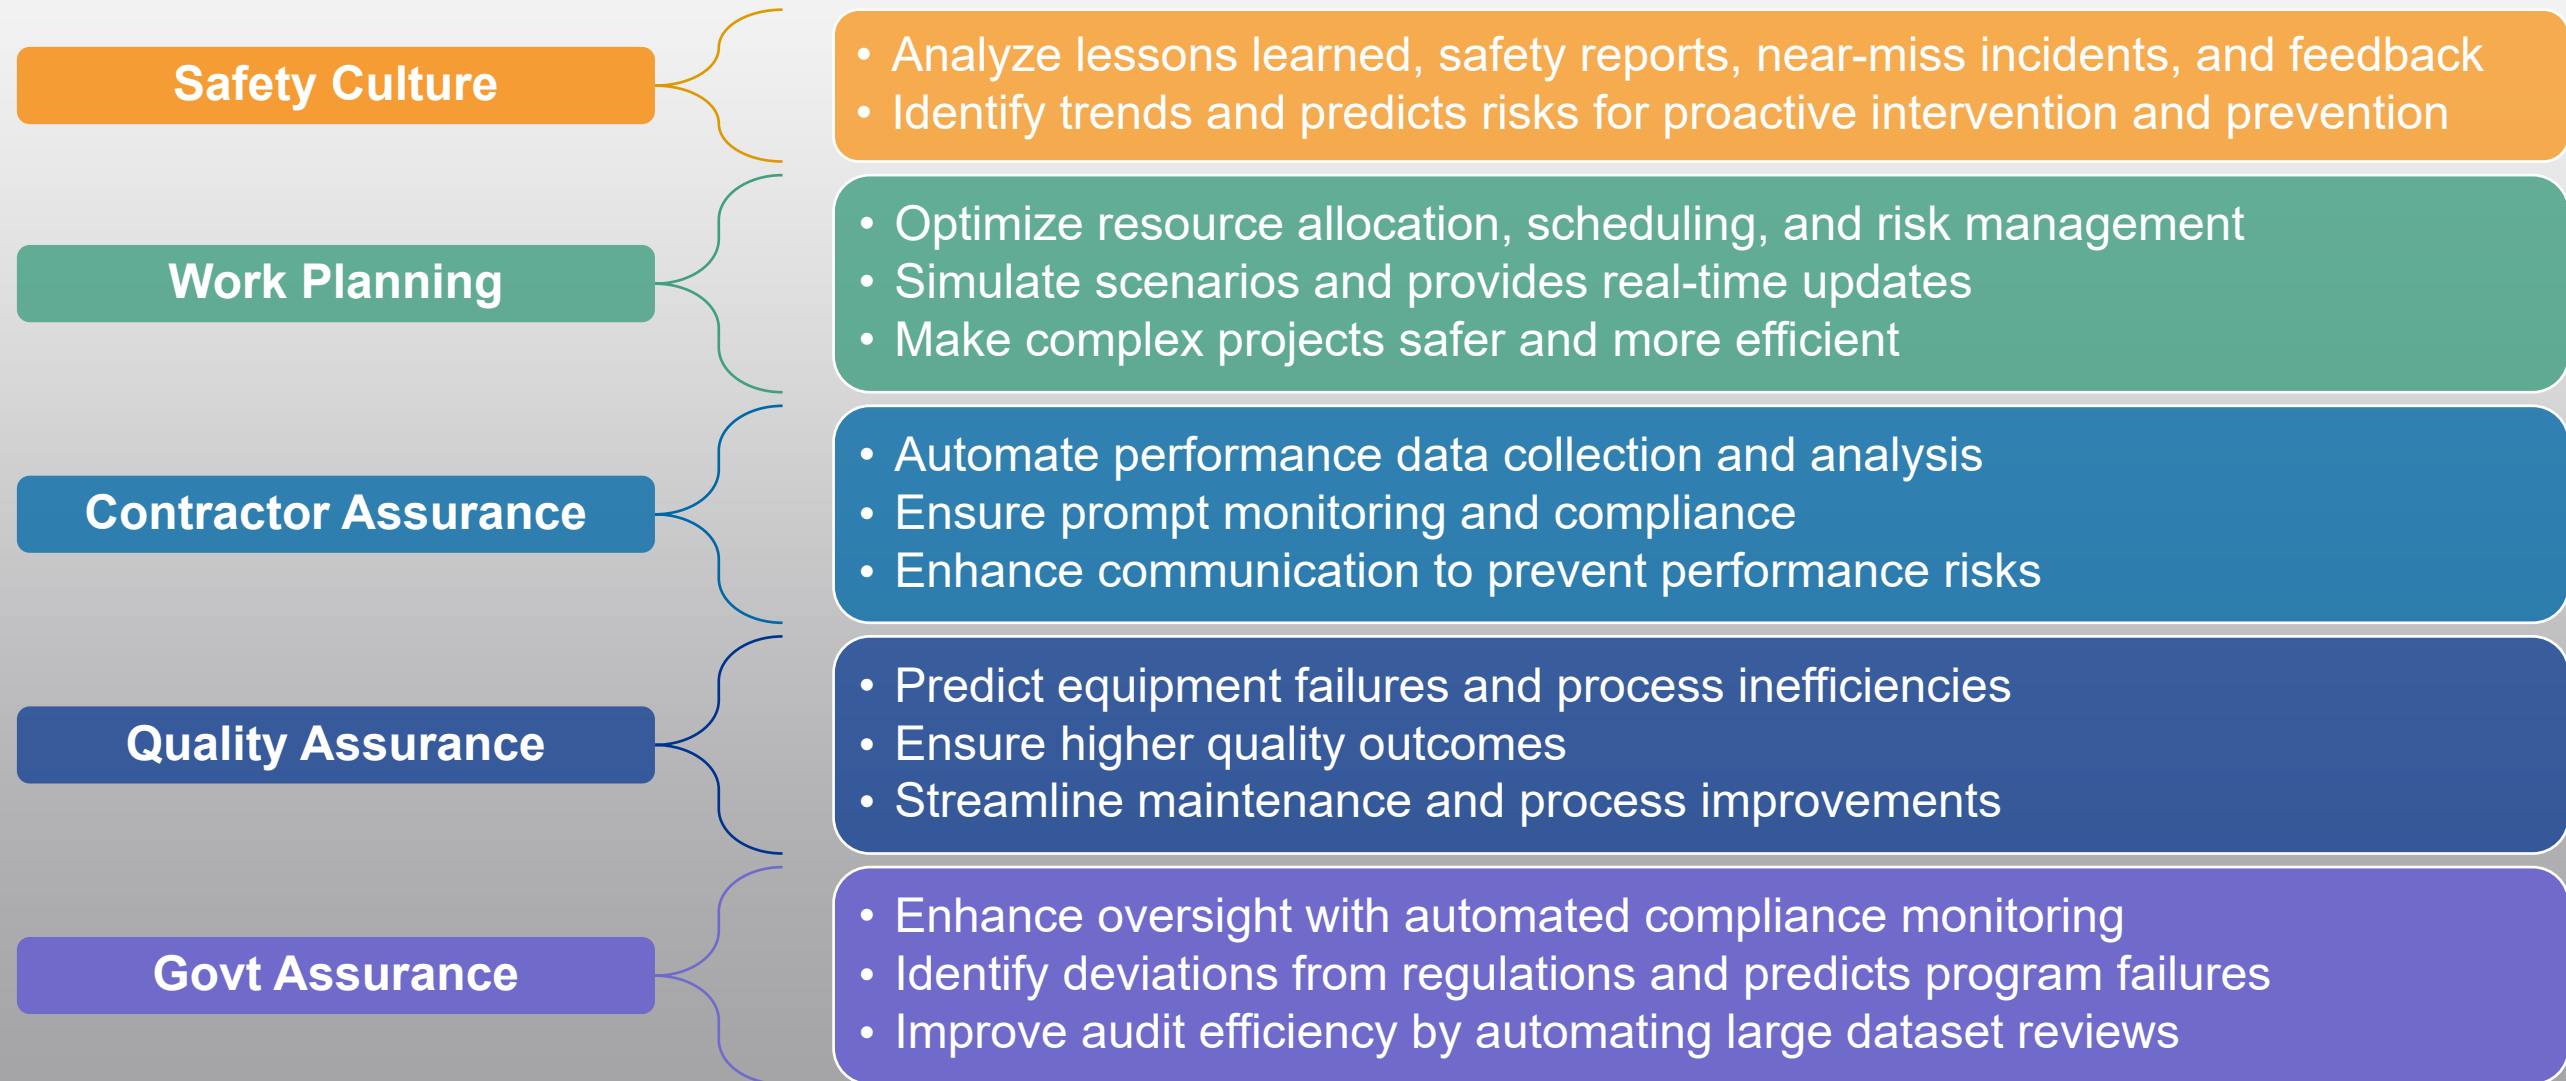 Safety Culture
• Analyze lessons learned, safety reports, near-miss incidents, and feedback
• Identify trends and predicts risks for proactive intervention and prevention
Work Planning
• Optimize resource allocation, scheduling, and risk management
• Simulate scenarios and provides real-time updates
• Make complex projects safer and more efficient
Contractor Assurance
• Automate performance data collection and analysis
• Ensure prompt monitoring and compliance
• Enhance communication to prevent performance risks
Quality Assurance
• Predict equipment failures and process inefficiencies
• Ensure higher quality outcomes
• Streamline maintenance and process improvements
Govt Assurance
• Enhance oversight with automated compliance monitoring
• Identify deviations from regulations and predicts program failures
• Improve audit efficiency by automating large dataset reviews